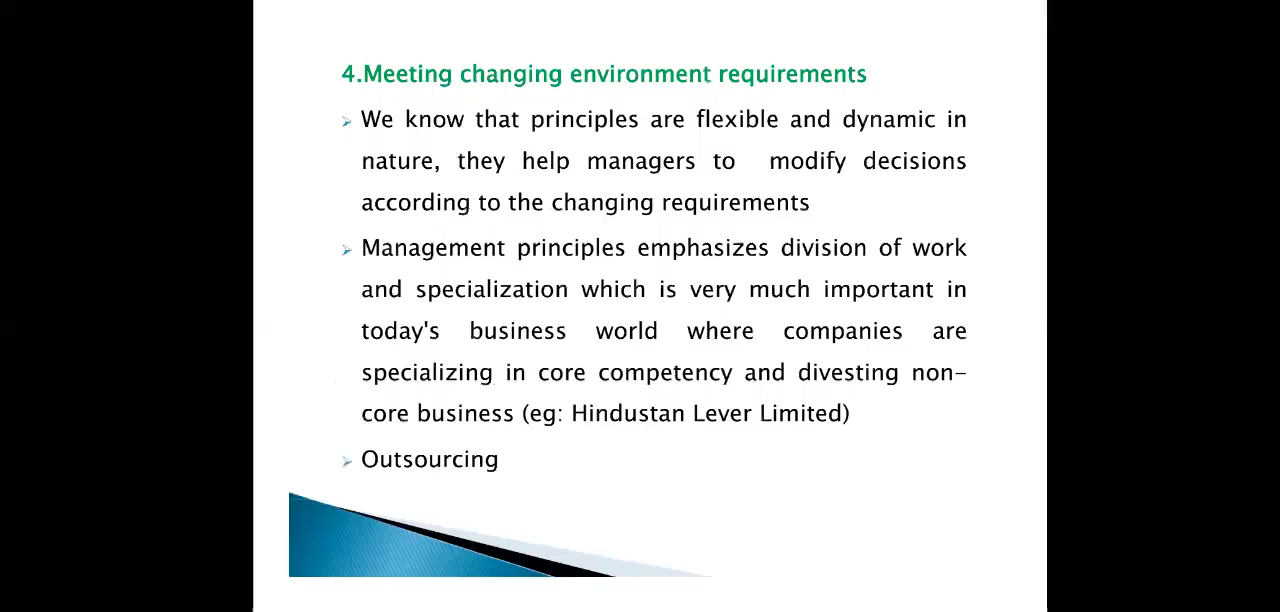 4.Meeting changing environment requirements
We know that principles are flexible and dynamic in
nature, they help managers to modify decisions
according to the changing requirements
Management principles emphasizes division of work
and specialization which is very much important in
today's business world where companies are
specializing in core competency and divesting non-
core business (eg: Hindustan Lever Limited)
Outsourcing